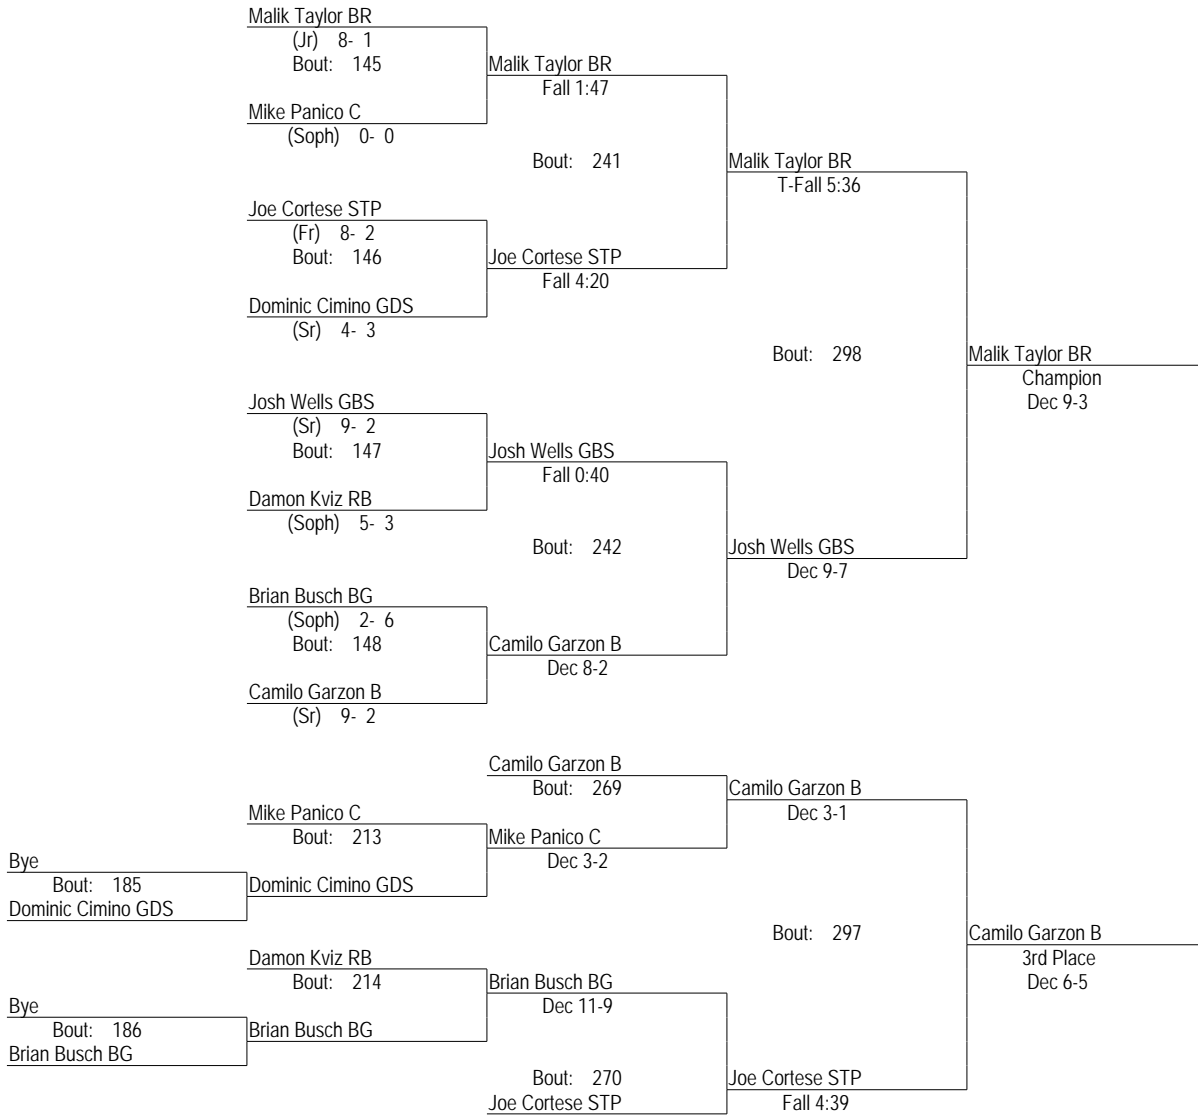 Malik Taylor BR
(Jr) 8- 1
Bout: 145
Malik Taylor BR
Fall 1:47
Mike Panico C
(Soph) 0- 0
Bout: 241
Malik Taylor BR
T-Fall 5:36
Joe Cortese STP
(Fr) 8- 2
Bout: 146
Joe Cortese STP
Fall 4:20
Dominic Cimino GDS
(Sr) 4- 3
Bout: 298
Malik Taylor BR
Champion
Dec 9-3
Josh Wells GBS
(Sr) 9- 2
Bout: 147
Josh Wells GBS
Fall 0:40
Damon Kviz RB
(Soph) 5- 3
Bout: 242
Josh Wells GBS
Dec 9-7
Brian Busch BG
(Soph) 2- 6
Bout: 148
Camilo Garzon B
Dec 8-2
Camilo Garzon B
(Sr) 9- 2
Camilo Garzon B
Bout: 269
Camilo Garzon B
Dec 3-1
Mike Panico C
Bout: 213
Mike Panico C
Dec 3-2
Bye
Bout: 185
Dominic Cimino GDS
Dominic Cimino GDS
Bout: 297
Camilo Garzon B
3rd Place
Dec 6-5
Damon Kviz RB
Bout: 214
Brian Busch BG
Dec 11-9
Bye
Bout: 186
Brian Busch BG
Brian Busch BG
Bout: 270
Joe Cortese STP
Fall 4:39
Joe Cortese STP